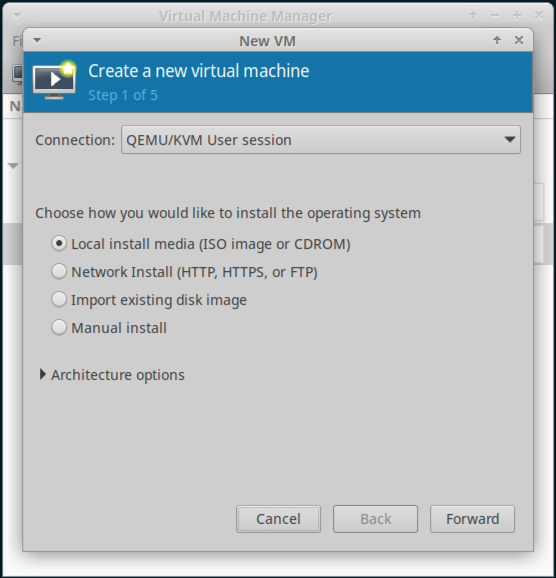 Virtual Machine Manager
New VM
Create a new virtual machine
Step 1 of 5
Connection: QEMU/KVM User session
Choose how you would like to install the operating system
Local install media (ISO image or CDROM)
Network Install (HTTP, HTTPS, or FTP)
Import existing disk image
Manual install
Architecture options
Cancel Back Forward